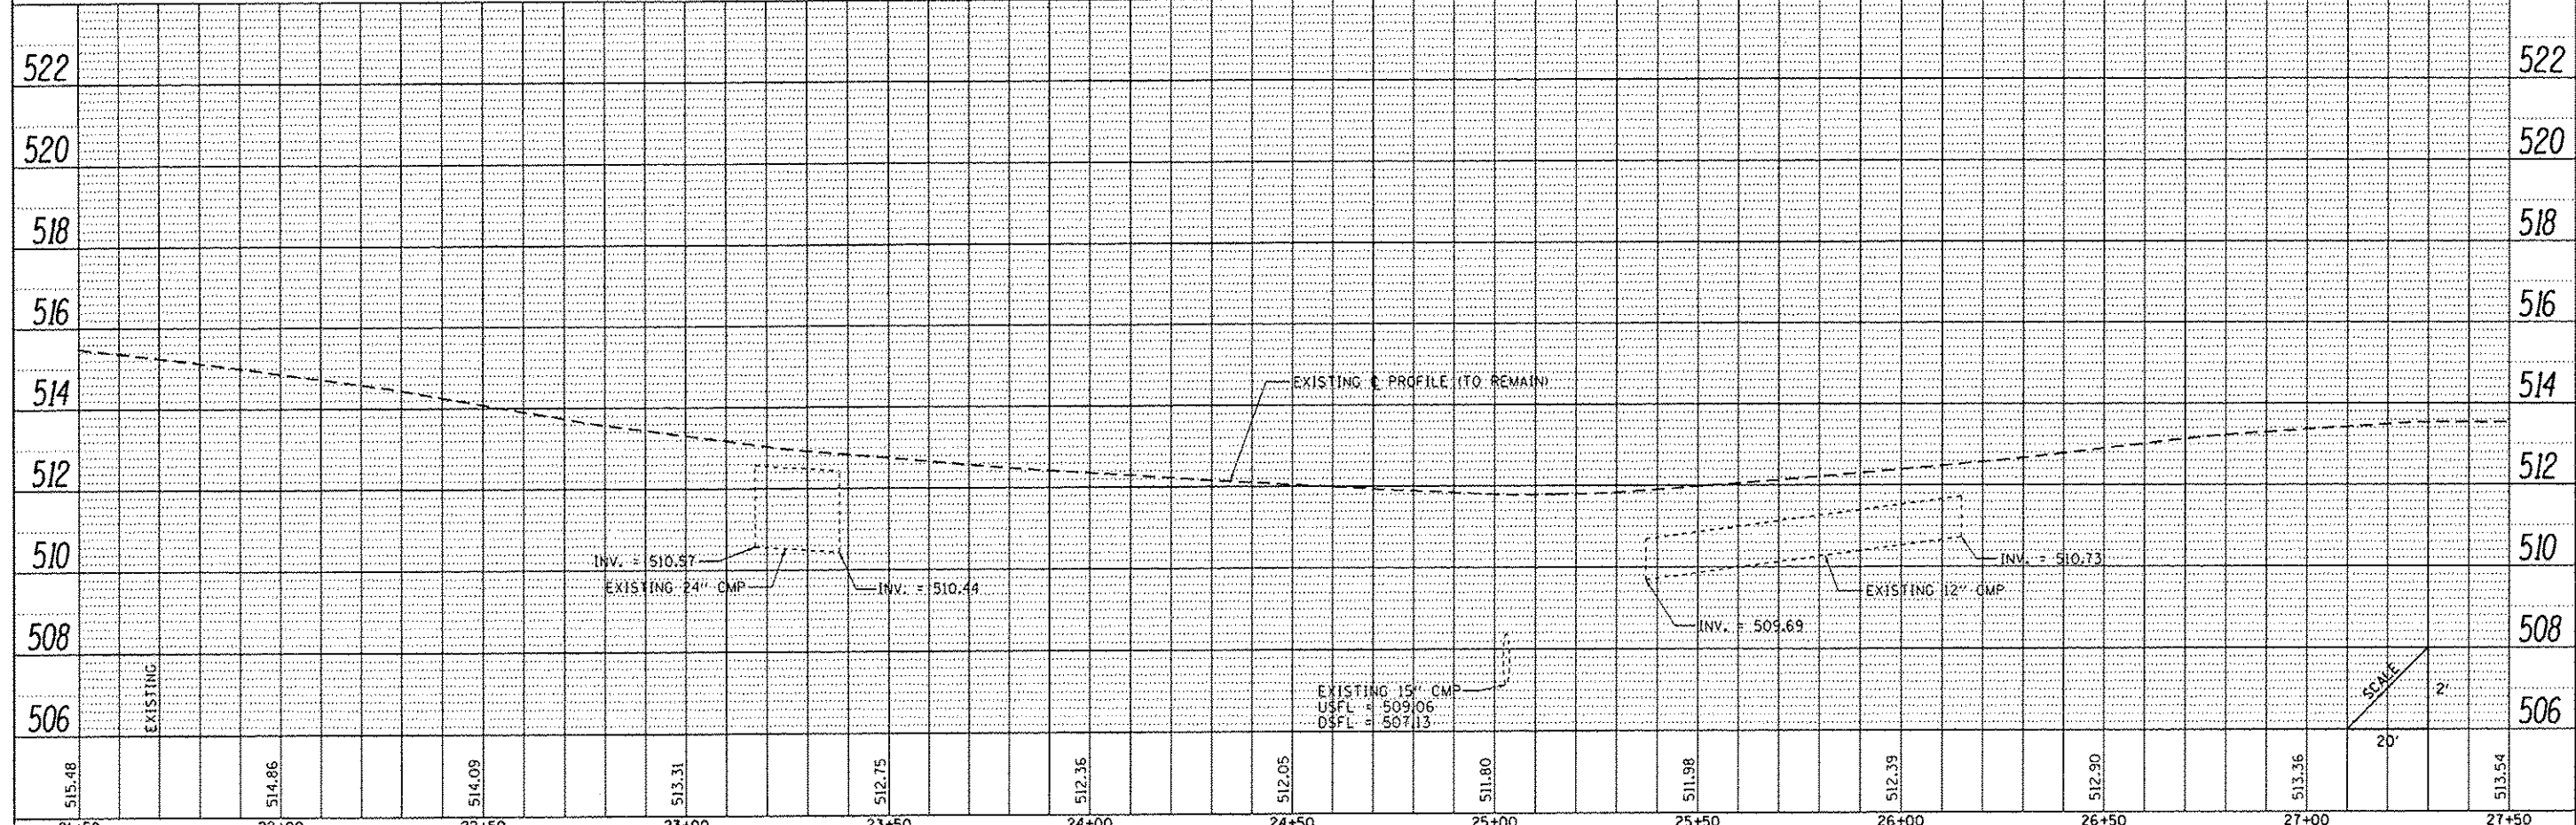 522 522
520 520
518 518
516 516
514 514
512 512
510 510
508 508
506 506
EXISTING ℄ PROFILE (TO REMAIN)
INV. = 510.57
EXISTING 24" CMP
INV. = 510.44
INV. = 510.73
EXISTING 12" CMP
INV. = 509.69
EXISTING 15" CMP
USFL = 509.06
DSFL = 507.13
EXISTING
SCALE
2'
20'
515.48 514.86 514.09 513.31 512.75 512.36 512.05 511.80 511.98 512.39 512.90 513.36 513.54
21+50 22+00 22+50 23+00 23+50 24+00 24+50 25+00 25+50 26+00 26+50 27+00 27+50